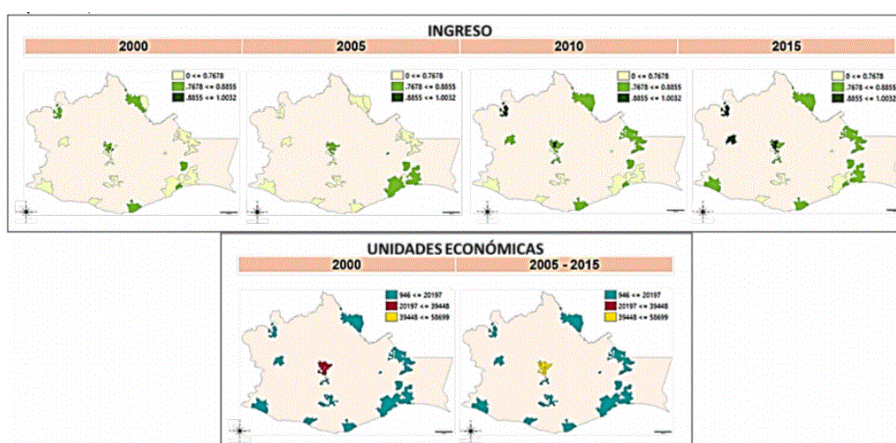 INGRESO
2000 2005 2010 2015
0 <= 0.7678 0 <= 0.7678 0 <= 0.7678 0 <= 0.7678
.7678 <= 0.8855 .7678 <= 0.8855 .7678 <= 0.8855 .7678 <= 0.8855
.8855 <= 1.0032 .8855 <= 1.0032 .8855 <= 1.0032 .8855 <= 1.0032
UNIDADES ECONÓMICAS
2000 2005 - 2015
946 <= 20197 946 <= 20197
20197 <= 39448 20197 <= 39448
39448 <= 58699 39448 <= 58699